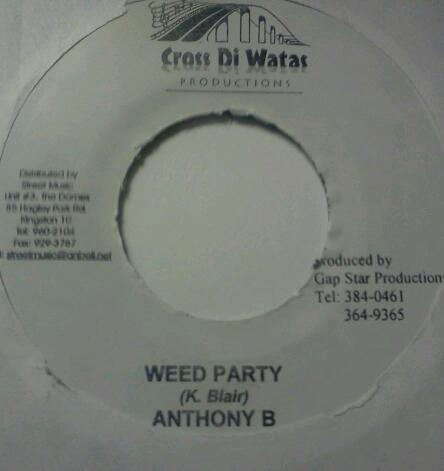 Cross Di Watas
PRODUCTIONS
Distributed by
Street Music
Unit #3, the Domes
85 Hagley Park Rd.
Kingston 10
Tel: 960-2104
Fax: 929-3767
streetmusic@anbell.net
produced by
Gap Star Production
Tel: 384-0461
364-9365
WEED PARTY
(K. Blair)
ANTHONY B